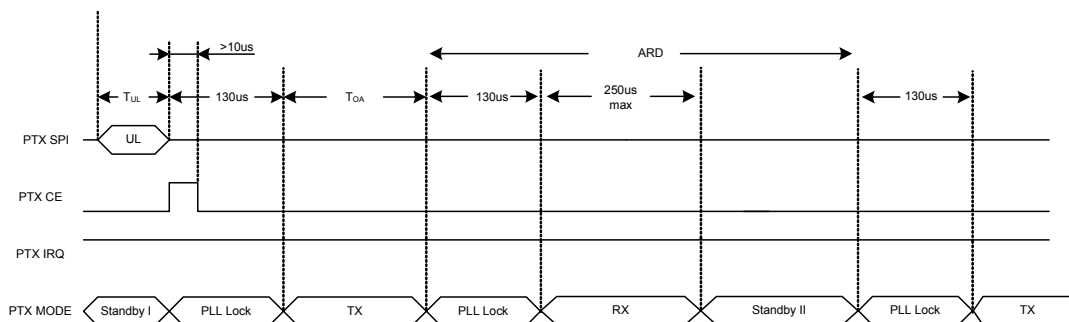 >10us
ARD
TUL
130us
TOA
130us
250us
max
130us
PTX SPI
UL
PTX CE
PTX IRQ
PTX MODE
Standby I
PLL Lock
TX
PLL Lock
RX
Standby II
PLL Lock
TX